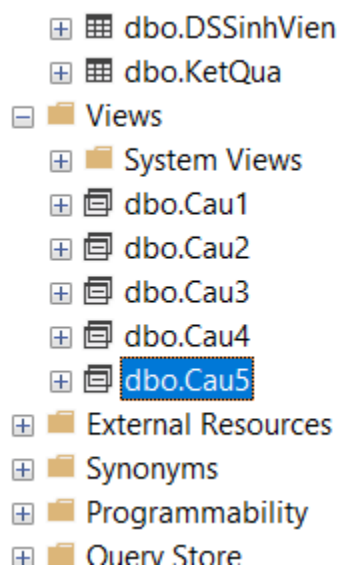 dbo.DSSinhVien
dbo.KetQua
Views
System Views
dbo.Cau1
dbo.Cau2
dbo.Cau3
dbo.Cau4
dbo.Cau5
External Resources
Synonyms
Programmability
Query Store